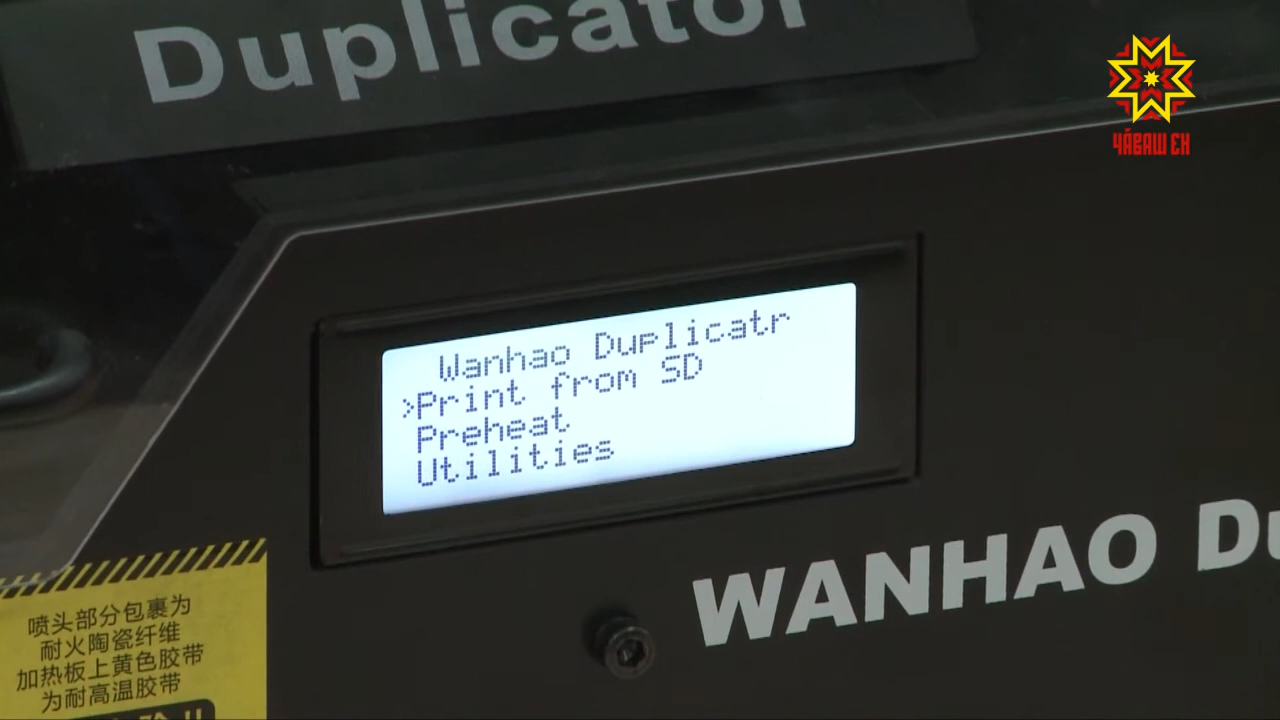 Duplicator
ЧӐВАШ ЕН
Wanhao Duplicatr
>Print from SD
Preheat
Utilities
WANHAO Du
喷头部分包裹为
耐火陶瓷纤维
加热板上黄色胶带
为耐高温胶带